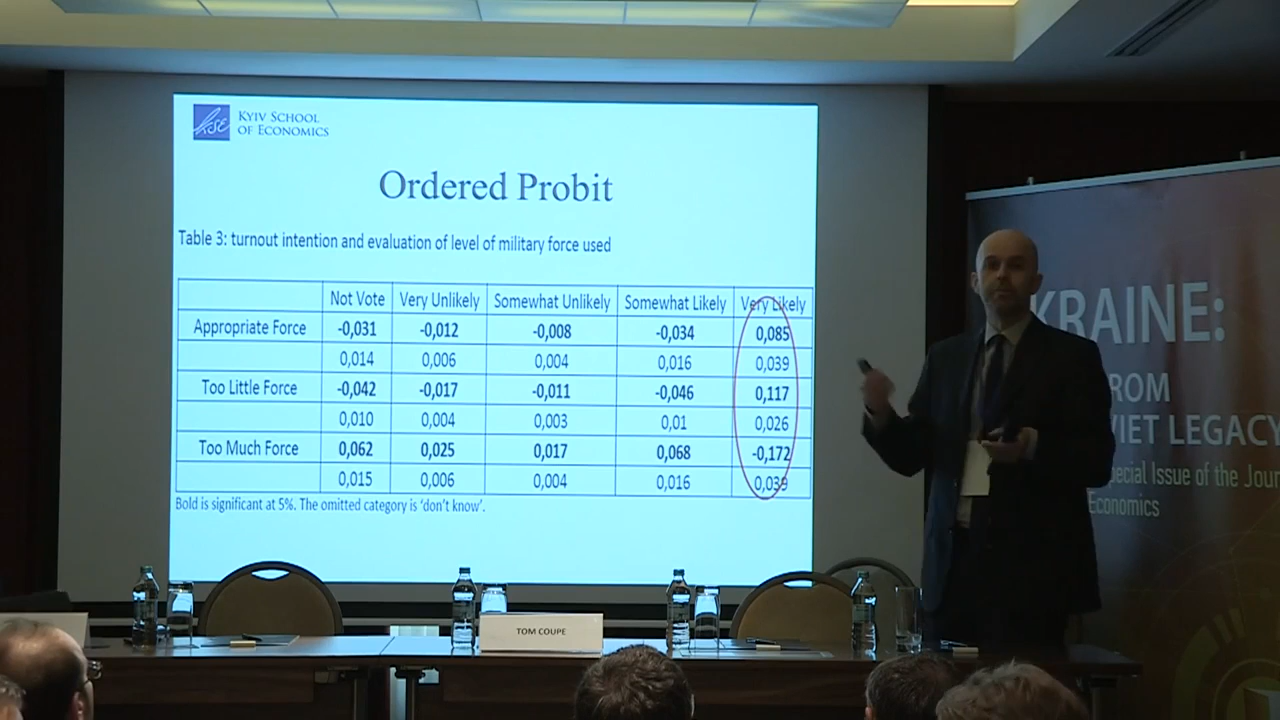 KYIV SCHOOL
OF ECONOMICS
Ordered Probit
Table 3: turnout intention and evaluation of level of military force used
Not Vote Very Unlikely Somewhat Unlikely Somewhat Likely Very Likely
Appropriate Force -0,031 -0,012 -0,008 -0,034 0,085
0,014 0,006 0,004 0,016 0,039
Too Little Force -0,042 -0,017 -0,011 -0,046 0,117
0,010 0,004 0,003 0,01 0,026
Too Much Force 0,062 0,025 0,017 0,068 -0,172
0,015 0,006 0,004 0,016 0,039
Bold is significant at 5%. The omitted category is 'don't know'.
TOM COUPE
KRAINE:
ROM
VIET LEGACY
pecial Issue of the Jour
Economics